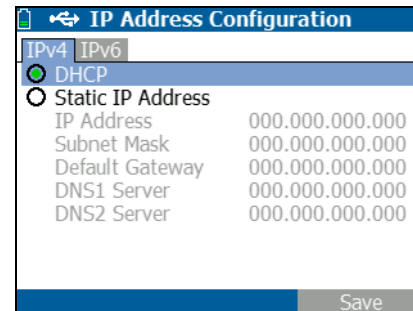 IP Address Configuration
IPv4 IPv6
DHCP
Static IP Address
IP Address 000.000.000.000
Subnet Mask 000.000.000.000
Default Gateway 000.000.000.000
DNS1 Server 000.000.000.000
DNS2 Server 000.000.000.000
Save